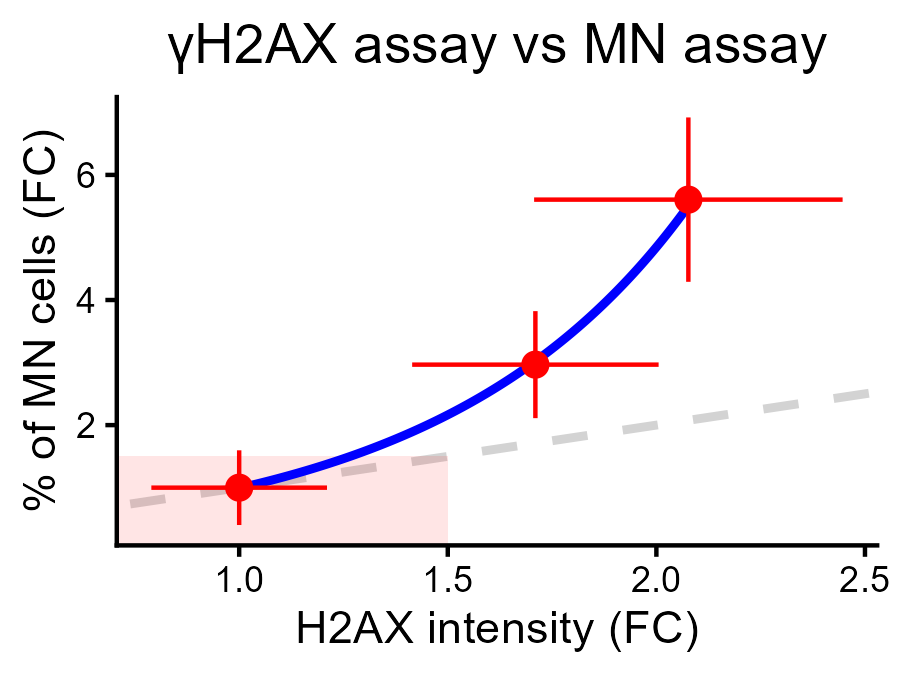 γH2AX assay vs MN assay
% of MN cells (FC)
6
4
2
1.0 1.5 2.0 2.5
H2AX intensity (FC)